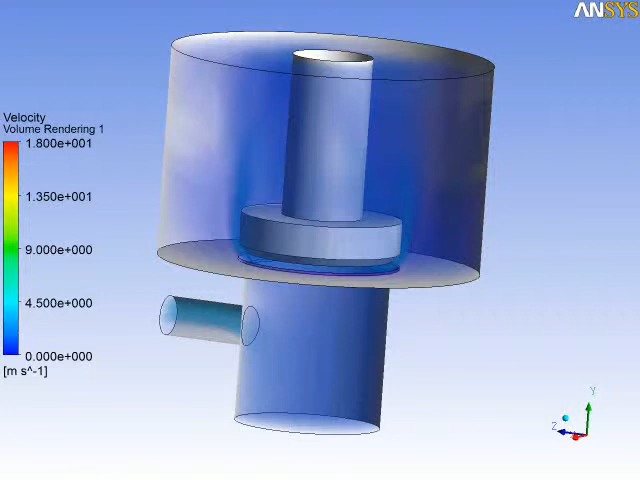 ANSYS
Velocity
Volume Rendering 1
1.800e+001
1.350e+001
9.000e+000
4.500e+000
0.000e+000
[m s^-1]
Y
Z